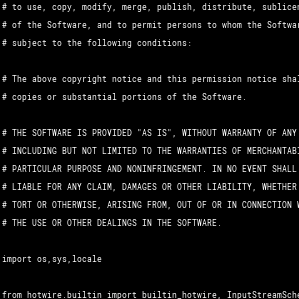 # to use, copy, modify, merge, publish, distribute, sublicen
# of the Software, and to permit persons to whom the Softwar
# subject to the following conditions:
# The above copyright notice and this permission notice shal
# copies or substantial portions of the Software.
# THE SOFTWARE IS PROVIDED "AS IS", WITHOUT WARRANTY OF ANY
# INCLUDING BUT NOT LIMITED TO THE WARRANTIES OF MERCHANTABI
# PARTICULAR PURPOSE AND NONINFRINGEMENT. IN NO EVENT SHALL
# LIABLE FOR ANY CLAIM, DAMAGES OR OTHER LIABILITY, WHETHER
# TORT OR OTHERWISE, ARISING FROM, OUT OF OR IN CONNECTION W
# THE USE OR OTHER DEALINGS IN THE SOFTWARE.
import os,sys,locale
from hotwire.builtin import builtin_hotwire, InputStreamSche